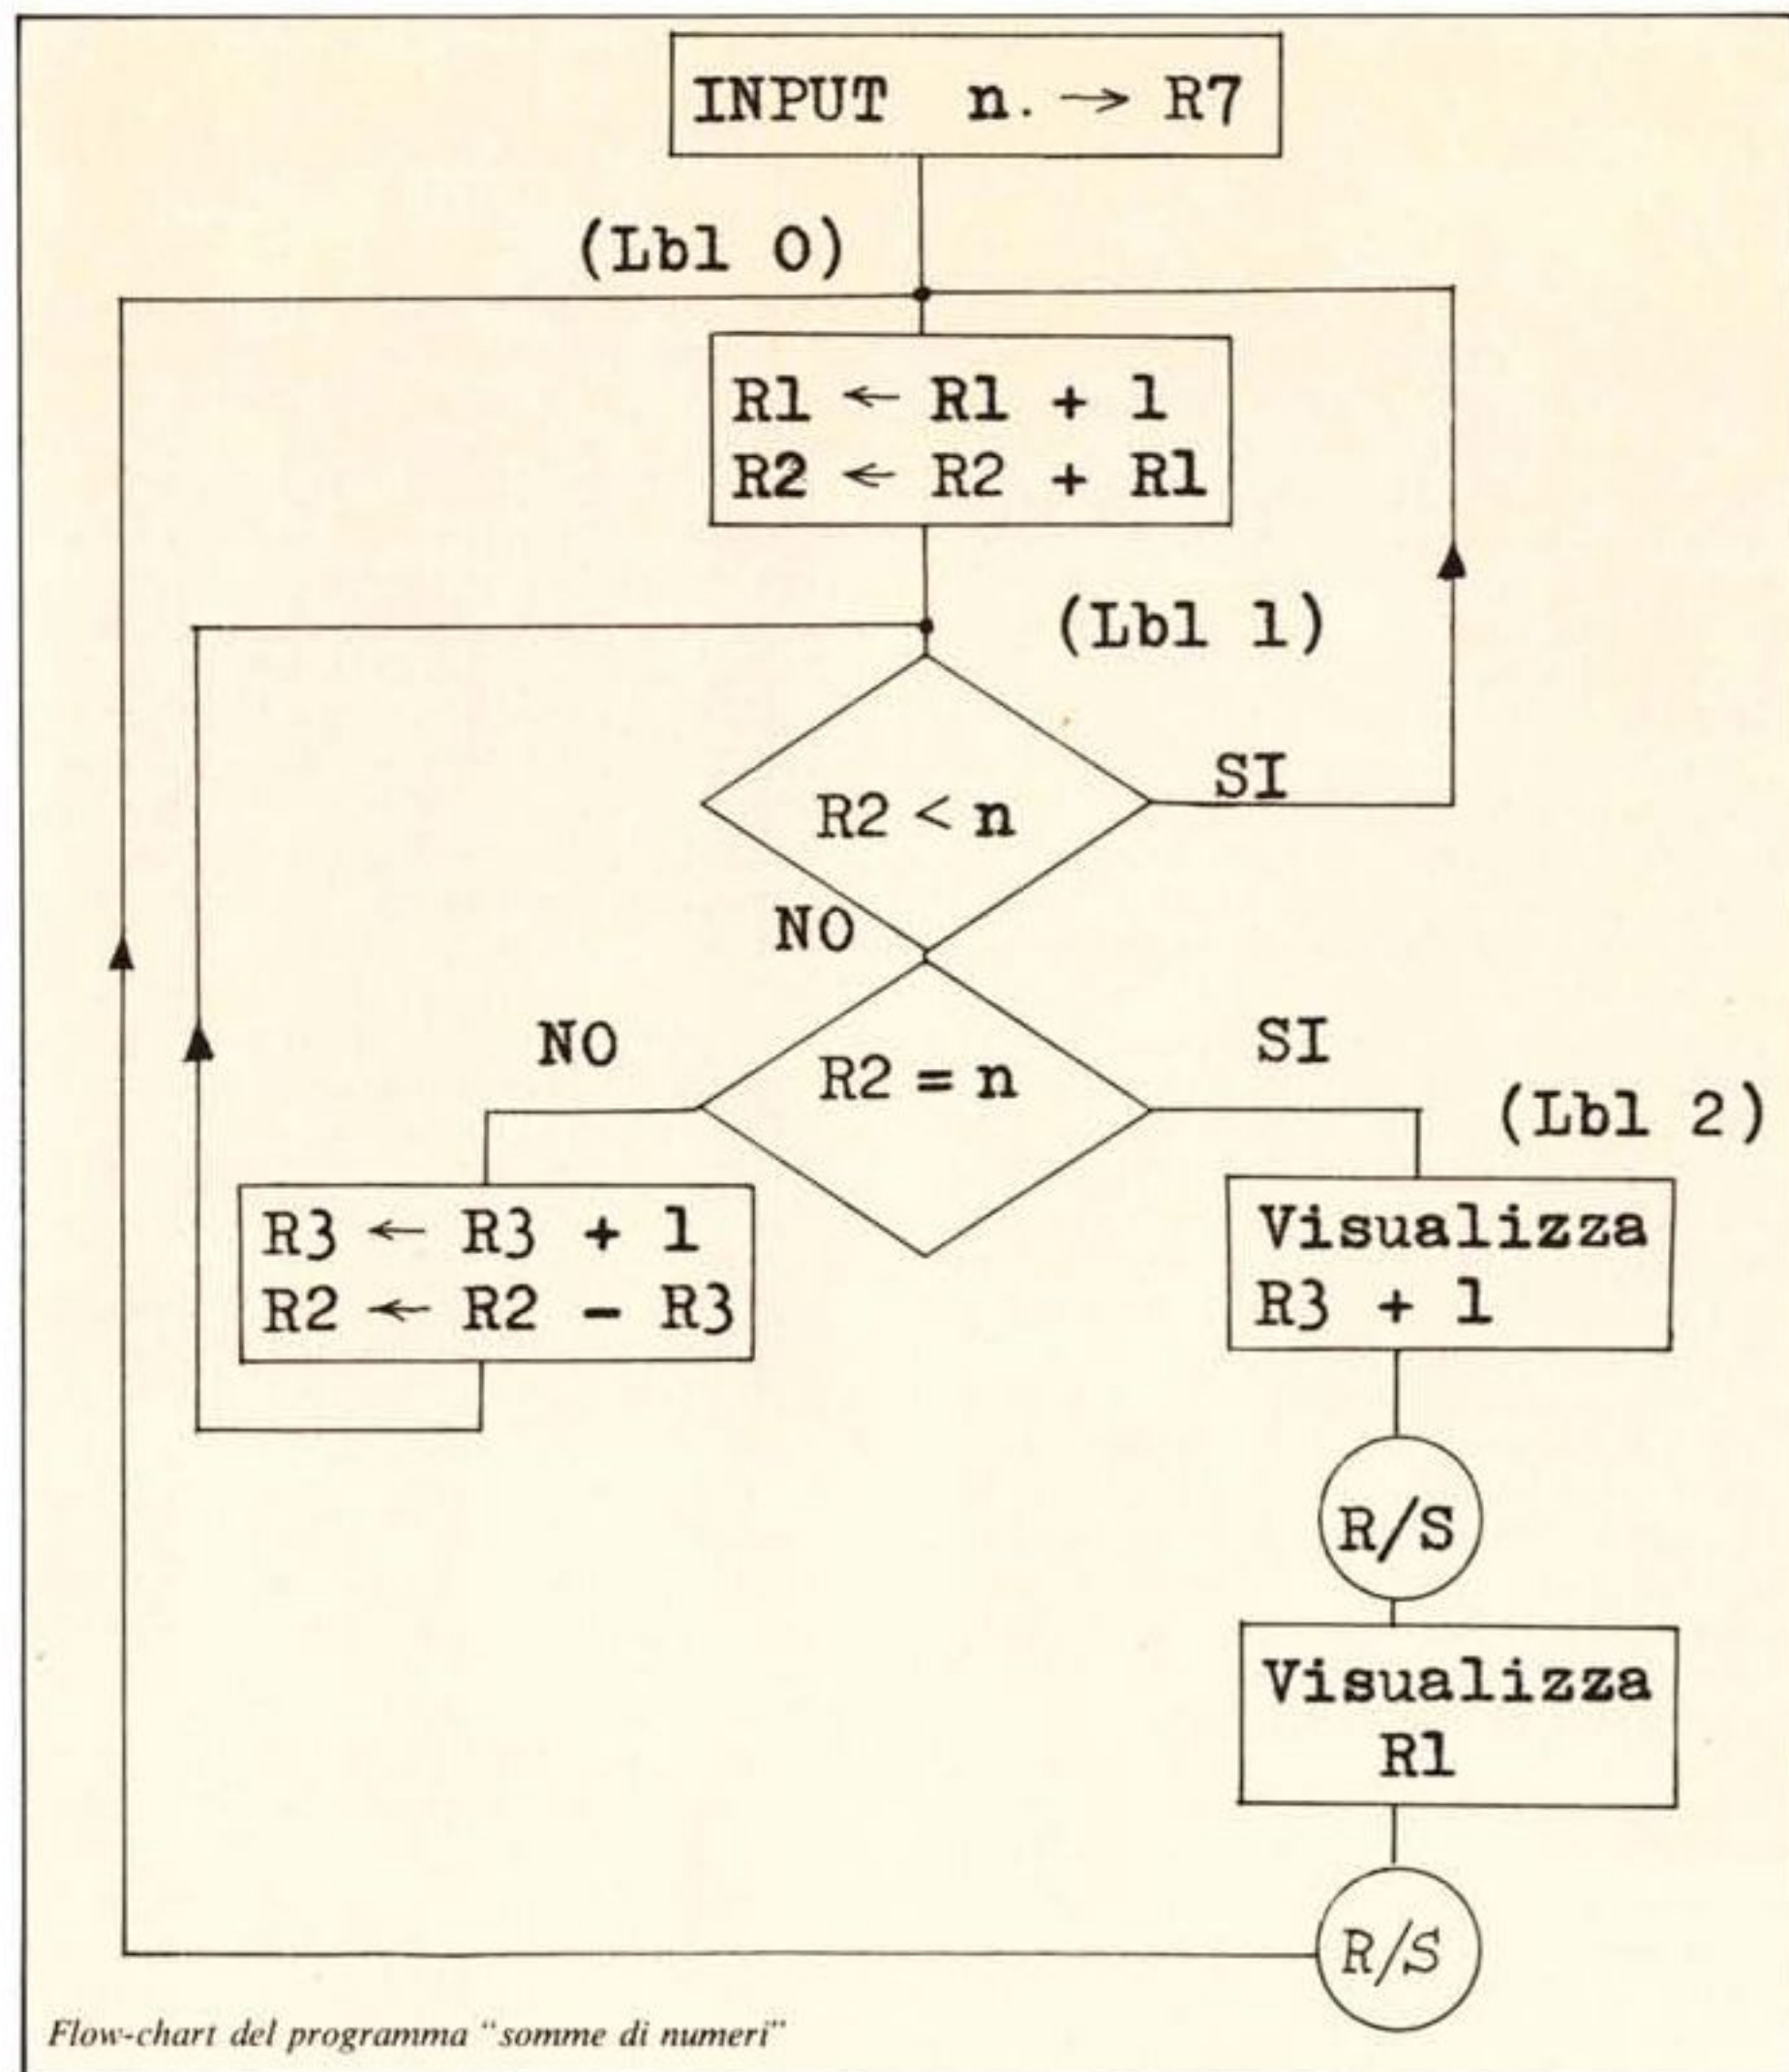 INPUT n. → R7
(Lbl 0)
R1 ← R1 + 1
R2 ← R2 + R1
(Lbl 1)
SI
R2 < n
NO
NO
SI
R2 = n
(Lbl 2)
R3 ← R3 + 1
R2 ← R2 - R3
Visualizza
R3 + 1
R/S
Visualizza
R1
R/S
Flow-chart del programma "somme di numeri"